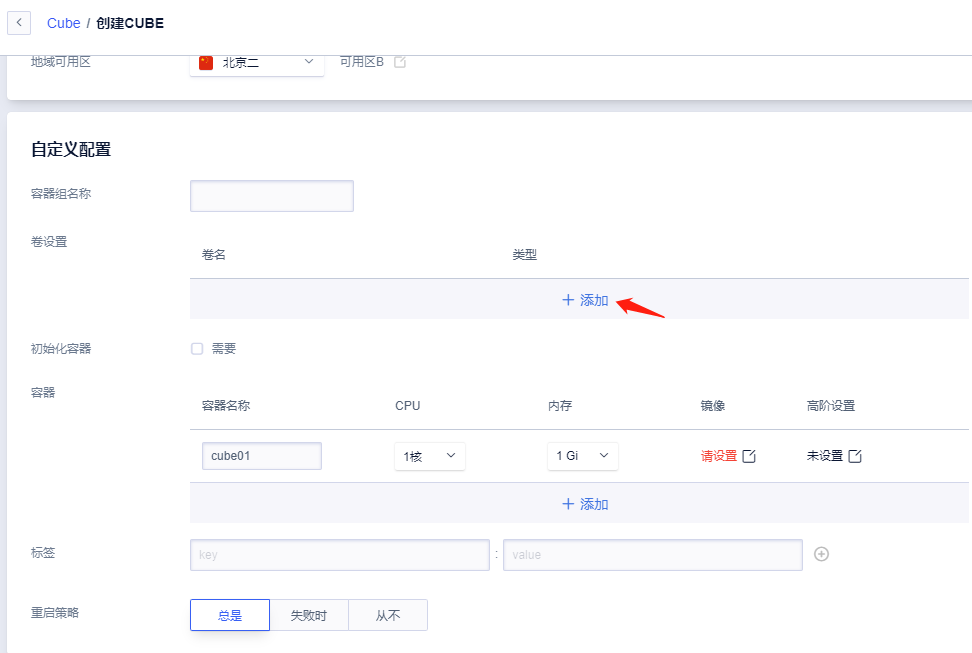 Cube / 创建CUBE
地域可用区 北京二 可用区B
自定义配置
容器组名称
卷设置
卷名 类型
添加
初始化容器 需要
容器
容器名称 CPU 内存 镜像 高阶设置
cube01 1核 1 Gi 请设置 未设置
添加
标签 key : value
重启策略 总是 失败时 从不